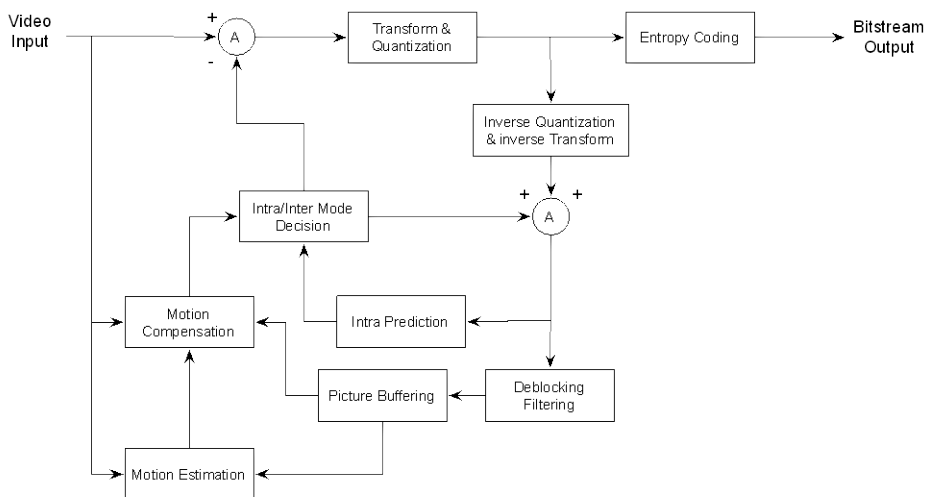 Video
Input
+
A
-
Transform &
Quantization
Entropy Coding
Bitstream
Output
Inverse Quantization
& inverse Transform
+
+
A
Intra/Inter Mode
Decision
Motion
Compensation
Intra Prediction
Picture Buffering
Deblocking
Filtering
Motion Estimation